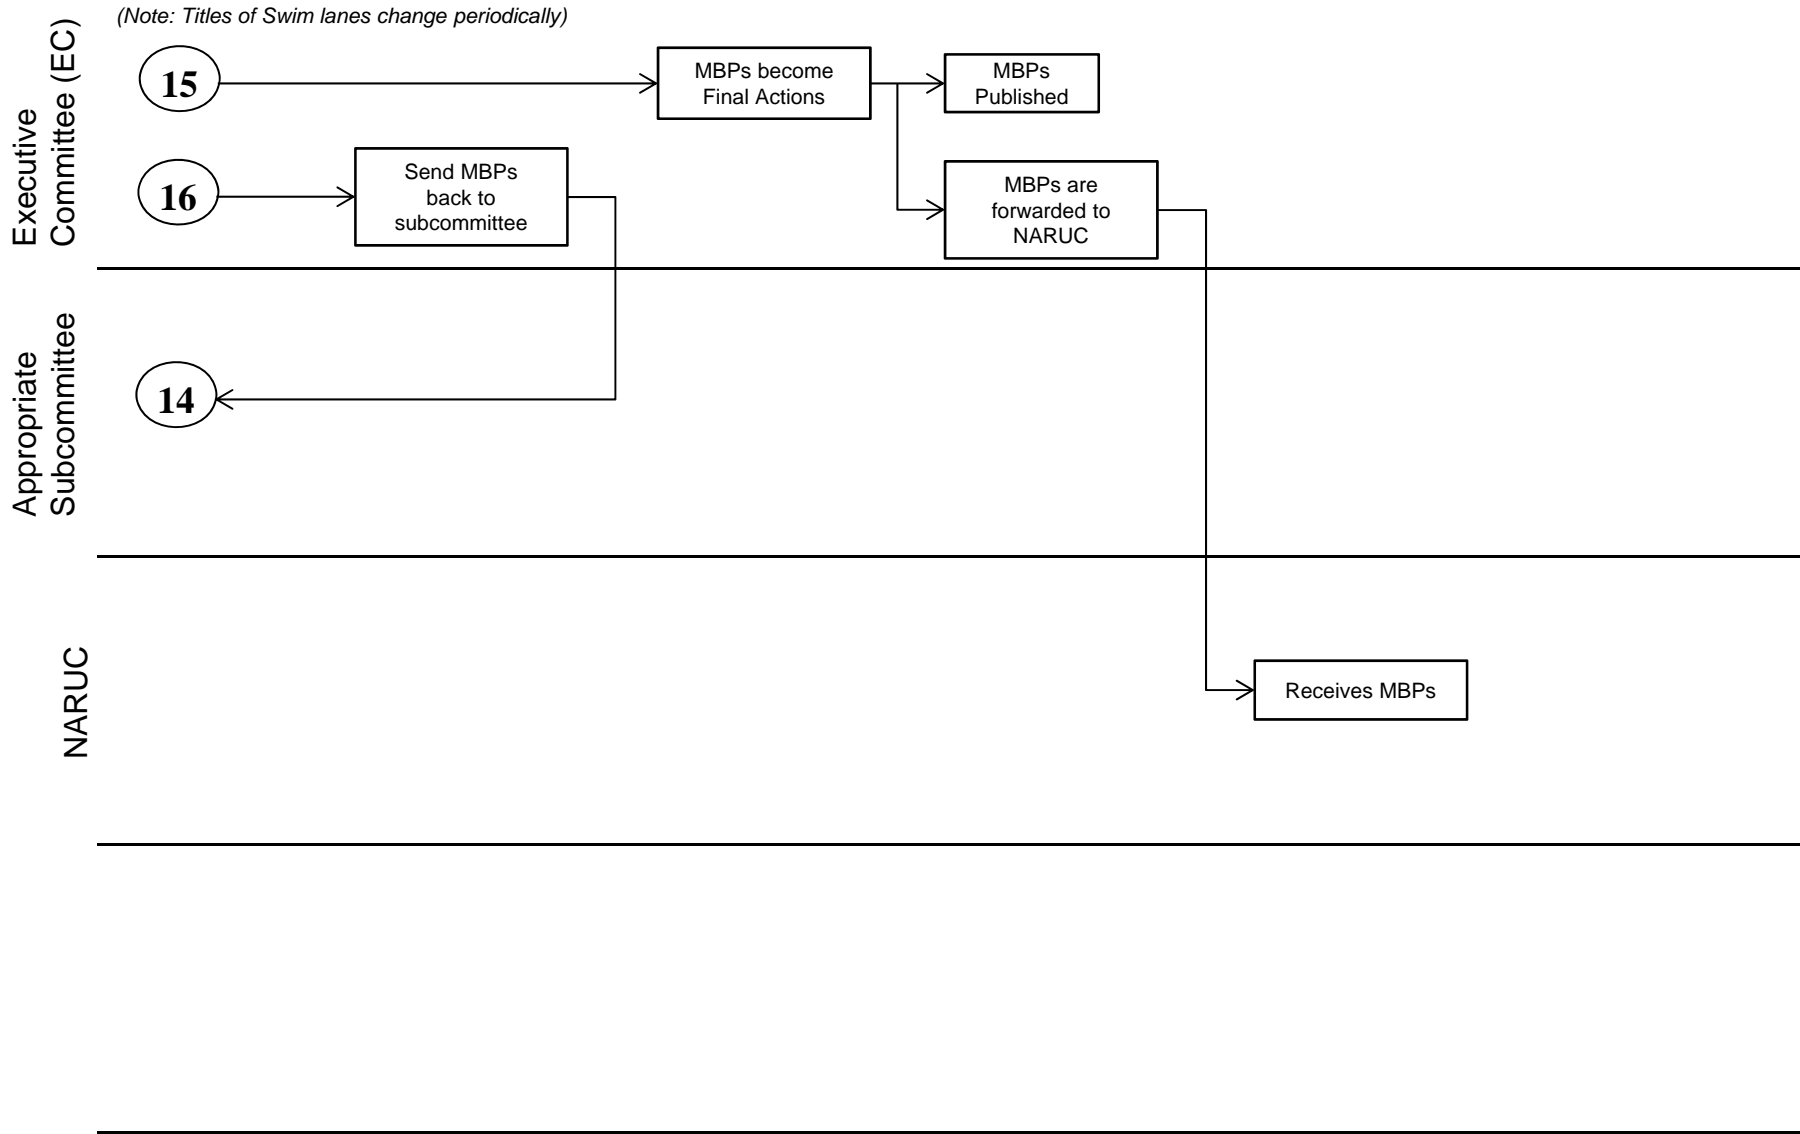 (Note: Titles of Swim lanes change periodically)
Executive
Committee (EC)
15
MBPs become
Final Actions
MBPs
Published
16
Send MBPs
back to
subcommittee
MBPs are
forwarded to
NARUC
Appropriate
Subcommittee
14
NARUC
Receives MBPs